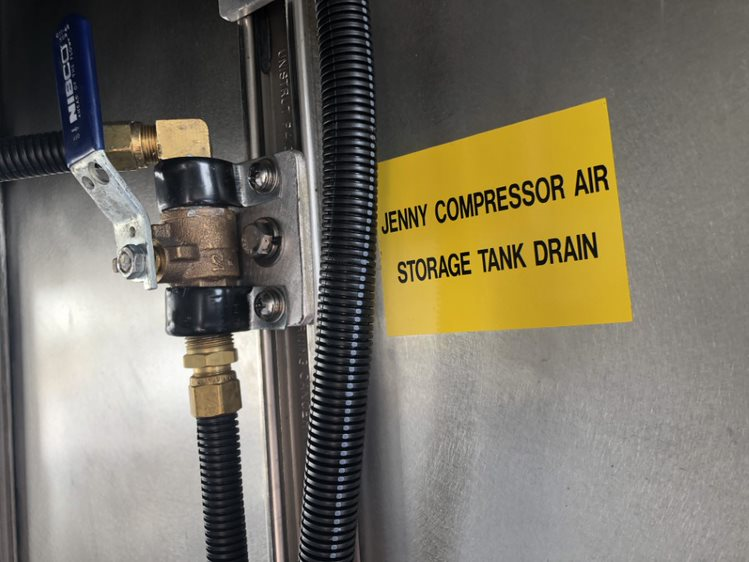 NIBCO
JENNY COMPRESSOR AIR
STORAGE TANK DRAIN